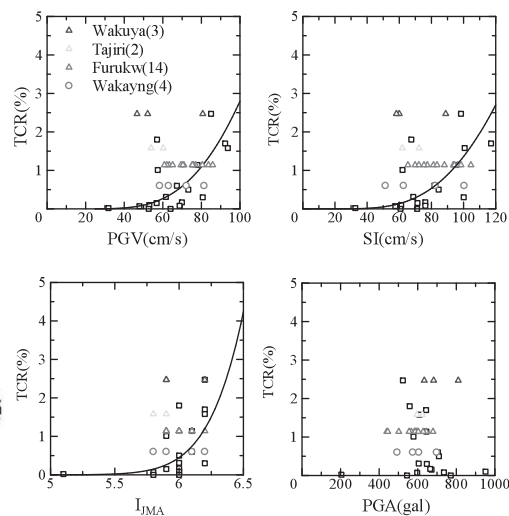 5
4
3
2
1
0
TCR(%)
Wakuya(3)
Tajiri(2)
Furukw(14)
Wakayng(4)
0 20 40 60 80 100
PGV(cm/s)
5
4
3
2
1
0
TCR(%)
0 20 40 60 80 100 120
SI(cm/s)
5
4
3
2
1
0
TCR(%)
5 5.5 6 6.5
I_JMA
5
4
3
2
1
0
TCR(%)
0 200 400 600 800 1000
PGA(gal)